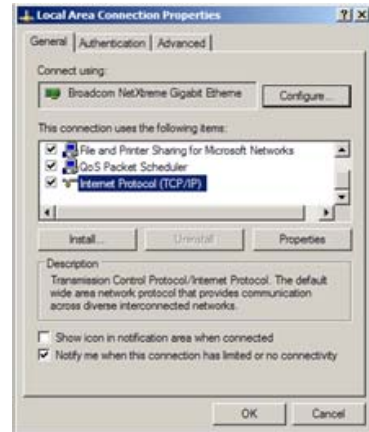 Local Area Connection Properties
General Authentication Advanced
Connect using:
Broadcom NetXtreme Gigabit Etherne Configure...
This connection uses the following items:
File and Printer Sharing for Microsoft Networks
QoS Packet Scheduler
Internet Protocol (TCP/IP)
Install... Uninstall Properties
Description
Transmission Control Protocol/Internet Protocol. The default
wide area network protocol that provides communication
across diverse interconnected networks.
Show icon in notification area when connected
Notify me when this connection has limited or no connectivity
OK Cancel